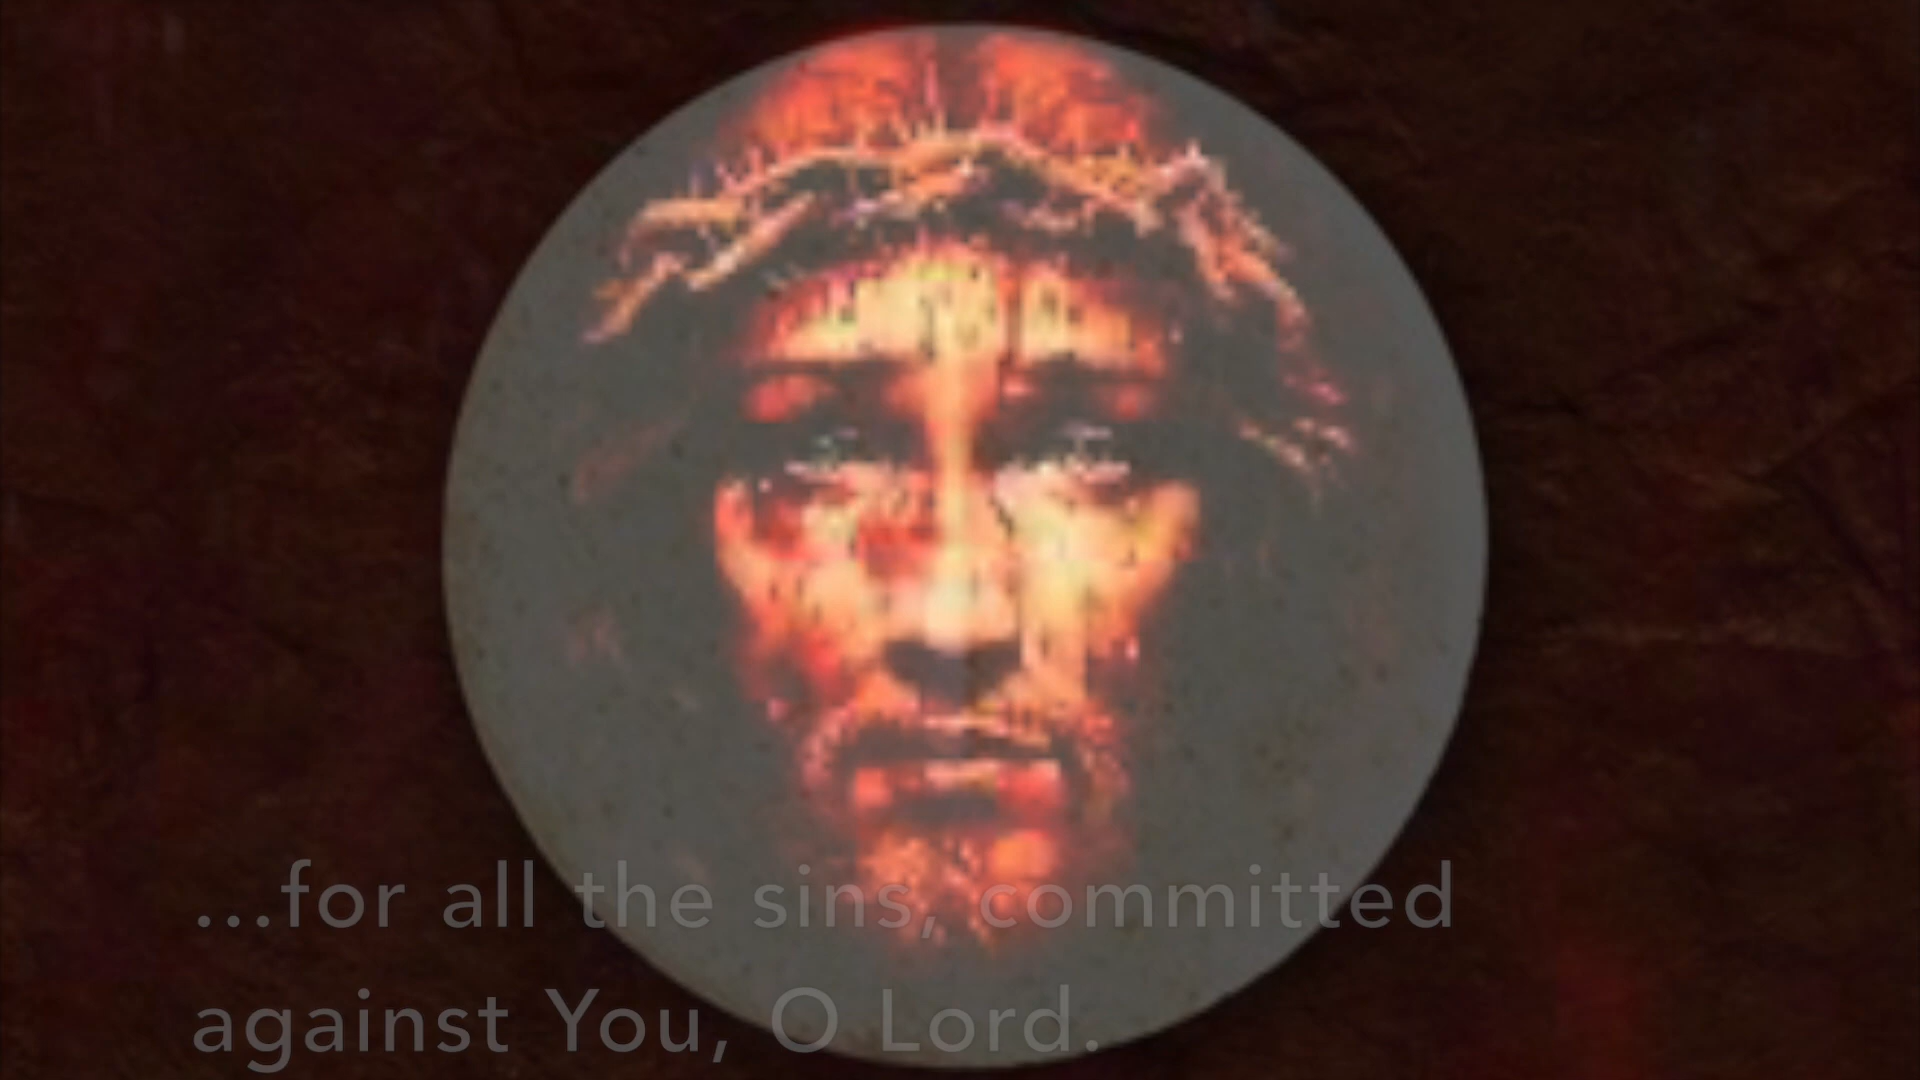 ...for all the sins, committed
against You, O Lord.